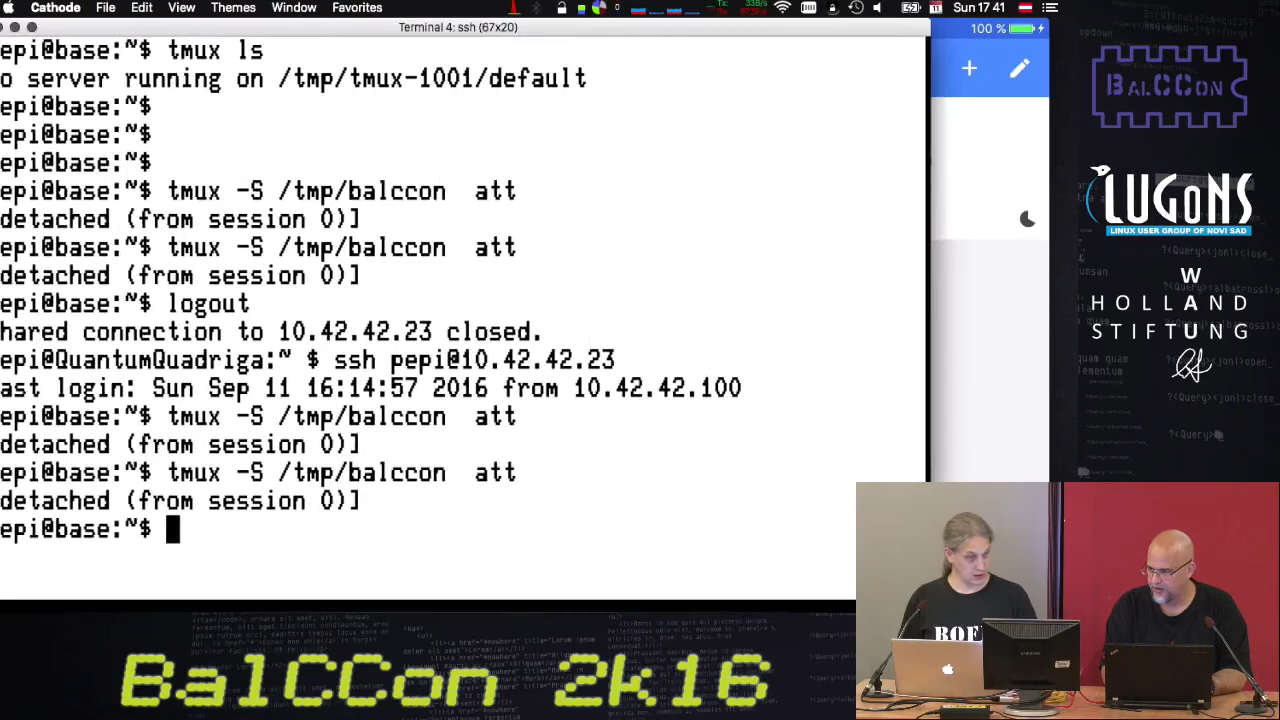 Cathode File Edit View Themes Window Favorites Sun 17 41
Terminal 4: ssh (67x20)
100 %
epi@base:~$ tmux ls
o server running on /tmp/tmux-1001/default
epi@base:~$
epi@base:~$
epi@base:~$
epi@base:~$ tmux -S /tmp/balccon  att
detached (from session 0)]
epi@base:~$ tmux -S /tmp/balccon  att
detached (from session 0)]
epi@base:~$ logout
hared connection to 10.42.42.23 closed.
epi@QuantumQuadriga:~ $ ssh pepi@10.42.42.23
ast login: Sun Sep 11 16:14:57 2016 from 10.42.42.100
epi@base:~$ tmux -S /tmp/balccon  att
detached (from session 0)]
epi@base:~$ tmux -S /tmp/balccon  att
detached (from session 0)]
epi@base:~$
BALCCON
LUGONS
LINUX USER GROUP OF NOVI SAD
W
HOLLAND
STIFTUNG
BalCCon 2k16